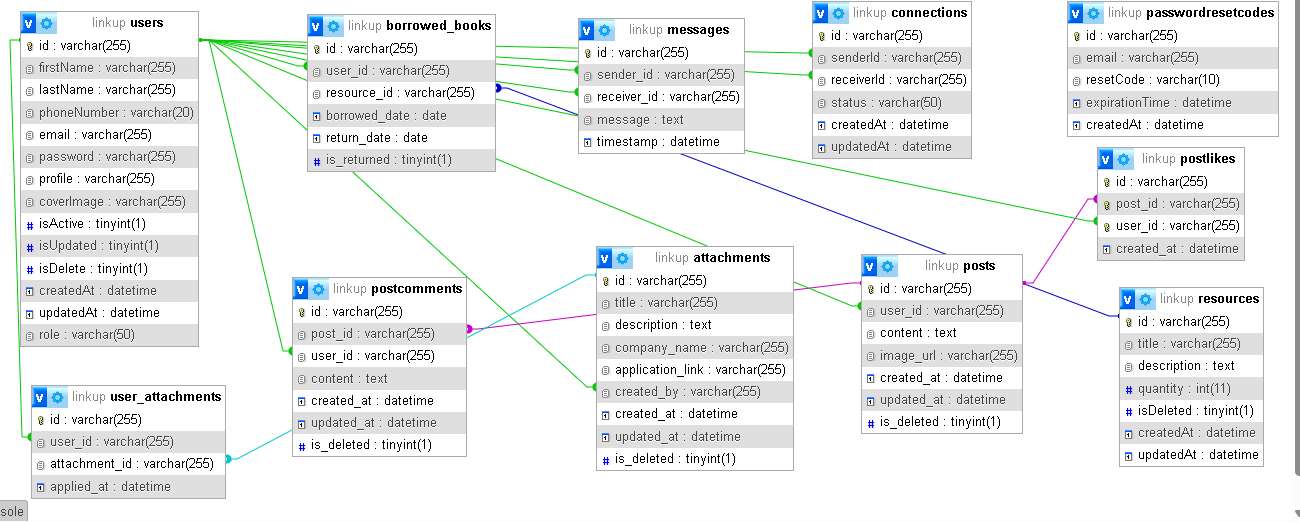 linkup users
id : varchar(255)
firstName : varchar(255)
lastName : varchar(255)
phoneNumber : varchar(20)
email : varchar(255)
password : varchar(255)
profile : varchar(255)
coverImage : varchar(255)
isActive : tinyint(1)
isUpdated : tinyint(1)
isDelete : tinyint(1)
createdAt : datetime
updatedAt : datetime
role : varchar(50)
linkup borrowed_books
id : varchar(255)
user_id : varchar(255)
resource_id : varchar(255)
borrowed_date : date
return_date : date
is_returned : tinyint(1)
linkup messages
id : varchar(255)
sender_id : varchar(255)
receiver_id : varchar(255)
message : text
timestamp : datetime
linkup connections
id : varchar(255)
senderId : varchar(255)
receiverId : varchar(255)
status : varchar(50)
createdAt : datetime
updatedAt : datetime
linkup passwordresetcodes
id : varchar(255)
email : varchar(255)
resetCode : varchar(10)
expirationTime : datetime
createdAt : datetime
linkup postlikes
id : varchar(255)
post_id : varchar(255)
user_id : varchar(255)
created_at : datetime
linkup postcomments
id : varchar(255)
post_id : varchar(255)
user_id : varchar(255)
content : text
created_at : datetime
updated_at : datetime
is_deleted : tinyint(1)
linkup attachments
id : varchar(255)
title : varchar(255)
description : text
company_name : varchar(255)
application_link : varchar(255)
created_by : varchar(255)
created_at : datetime
updated_at : datetime
is_deleted : tinyint(1)
linkup posts
id : varchar(255)
user_id : varchar(255)
content : text
image_url : varchar(255)
created_at : datetime
updated_at : datetime
is_deleted : tinyint(1)
linkup resources
id : varchar(255)
title : varchar(255)
description : text
quantity : int(11)
isDeleted : tinyint(1)
createdAt : datetime
updatedAt : datetime
linkup user_attachments
id : varchar(255)
user_id : varchar(255)
attachment_id : varchar(255)
applied_at : datetime
sole